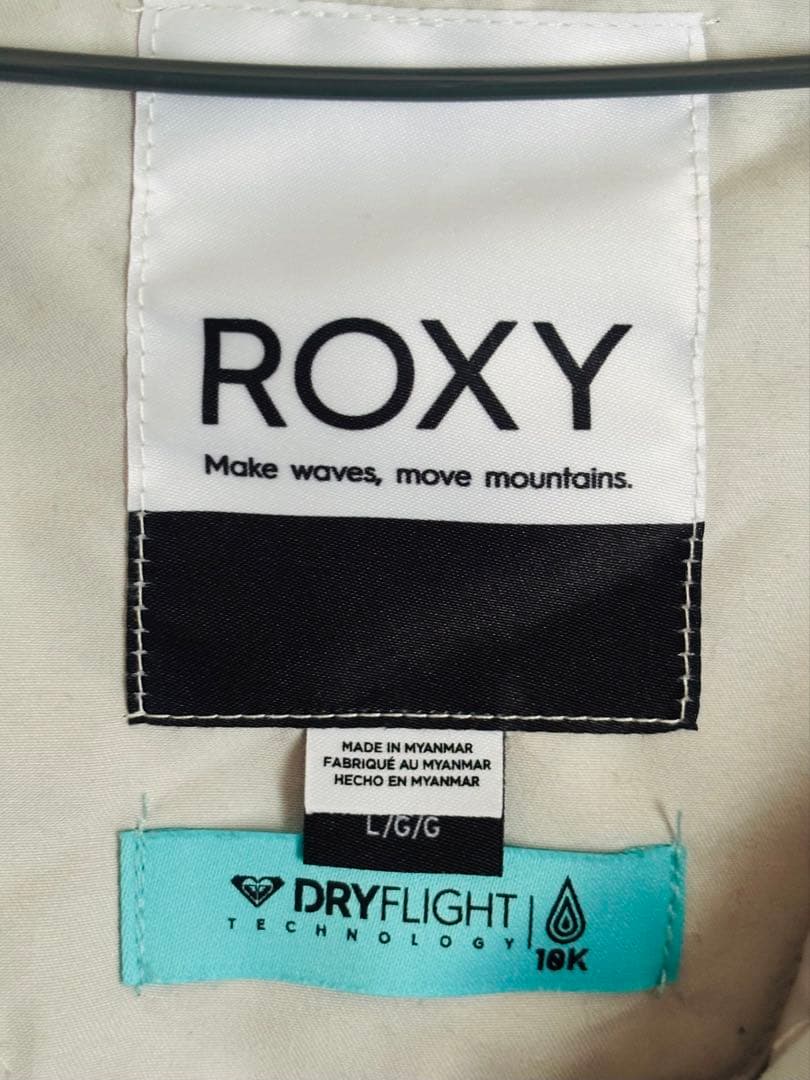 ROXY
Make waves, move mountains.
MADE IN MYANMAR
FABRIQUÉ AU MYANMAR
HECHO EN MYANMAR
L/G/G
DRYFLIGHT
TECHNOLOGY
10K